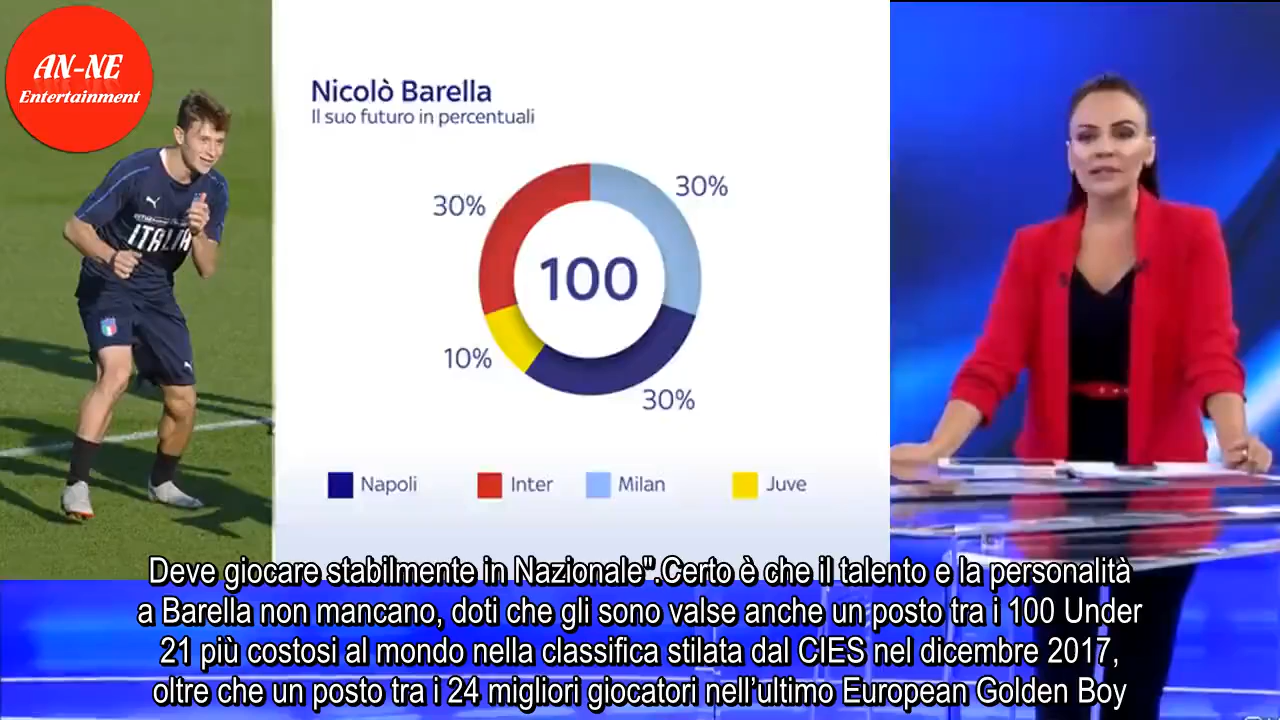 AN-NE
Entertainment
Nicolò Barella
Il suo futuro in percentuali
30%
30%
100
10%
30%
Napoli
Inter
Milan
Juve
ITALIA
Deve giocare stabilmente in Nazionale".Certo è che il talento e la personalità
a Barella non mancano, doti che gli sono valse anche un posto tra i 100 Under
21 più costosi al mondo nella classifica stilata dal CIES nel dicembre 2017,
oltre che un posto tra i 24 migliori giocatori nell’ultimo European Golden Boy